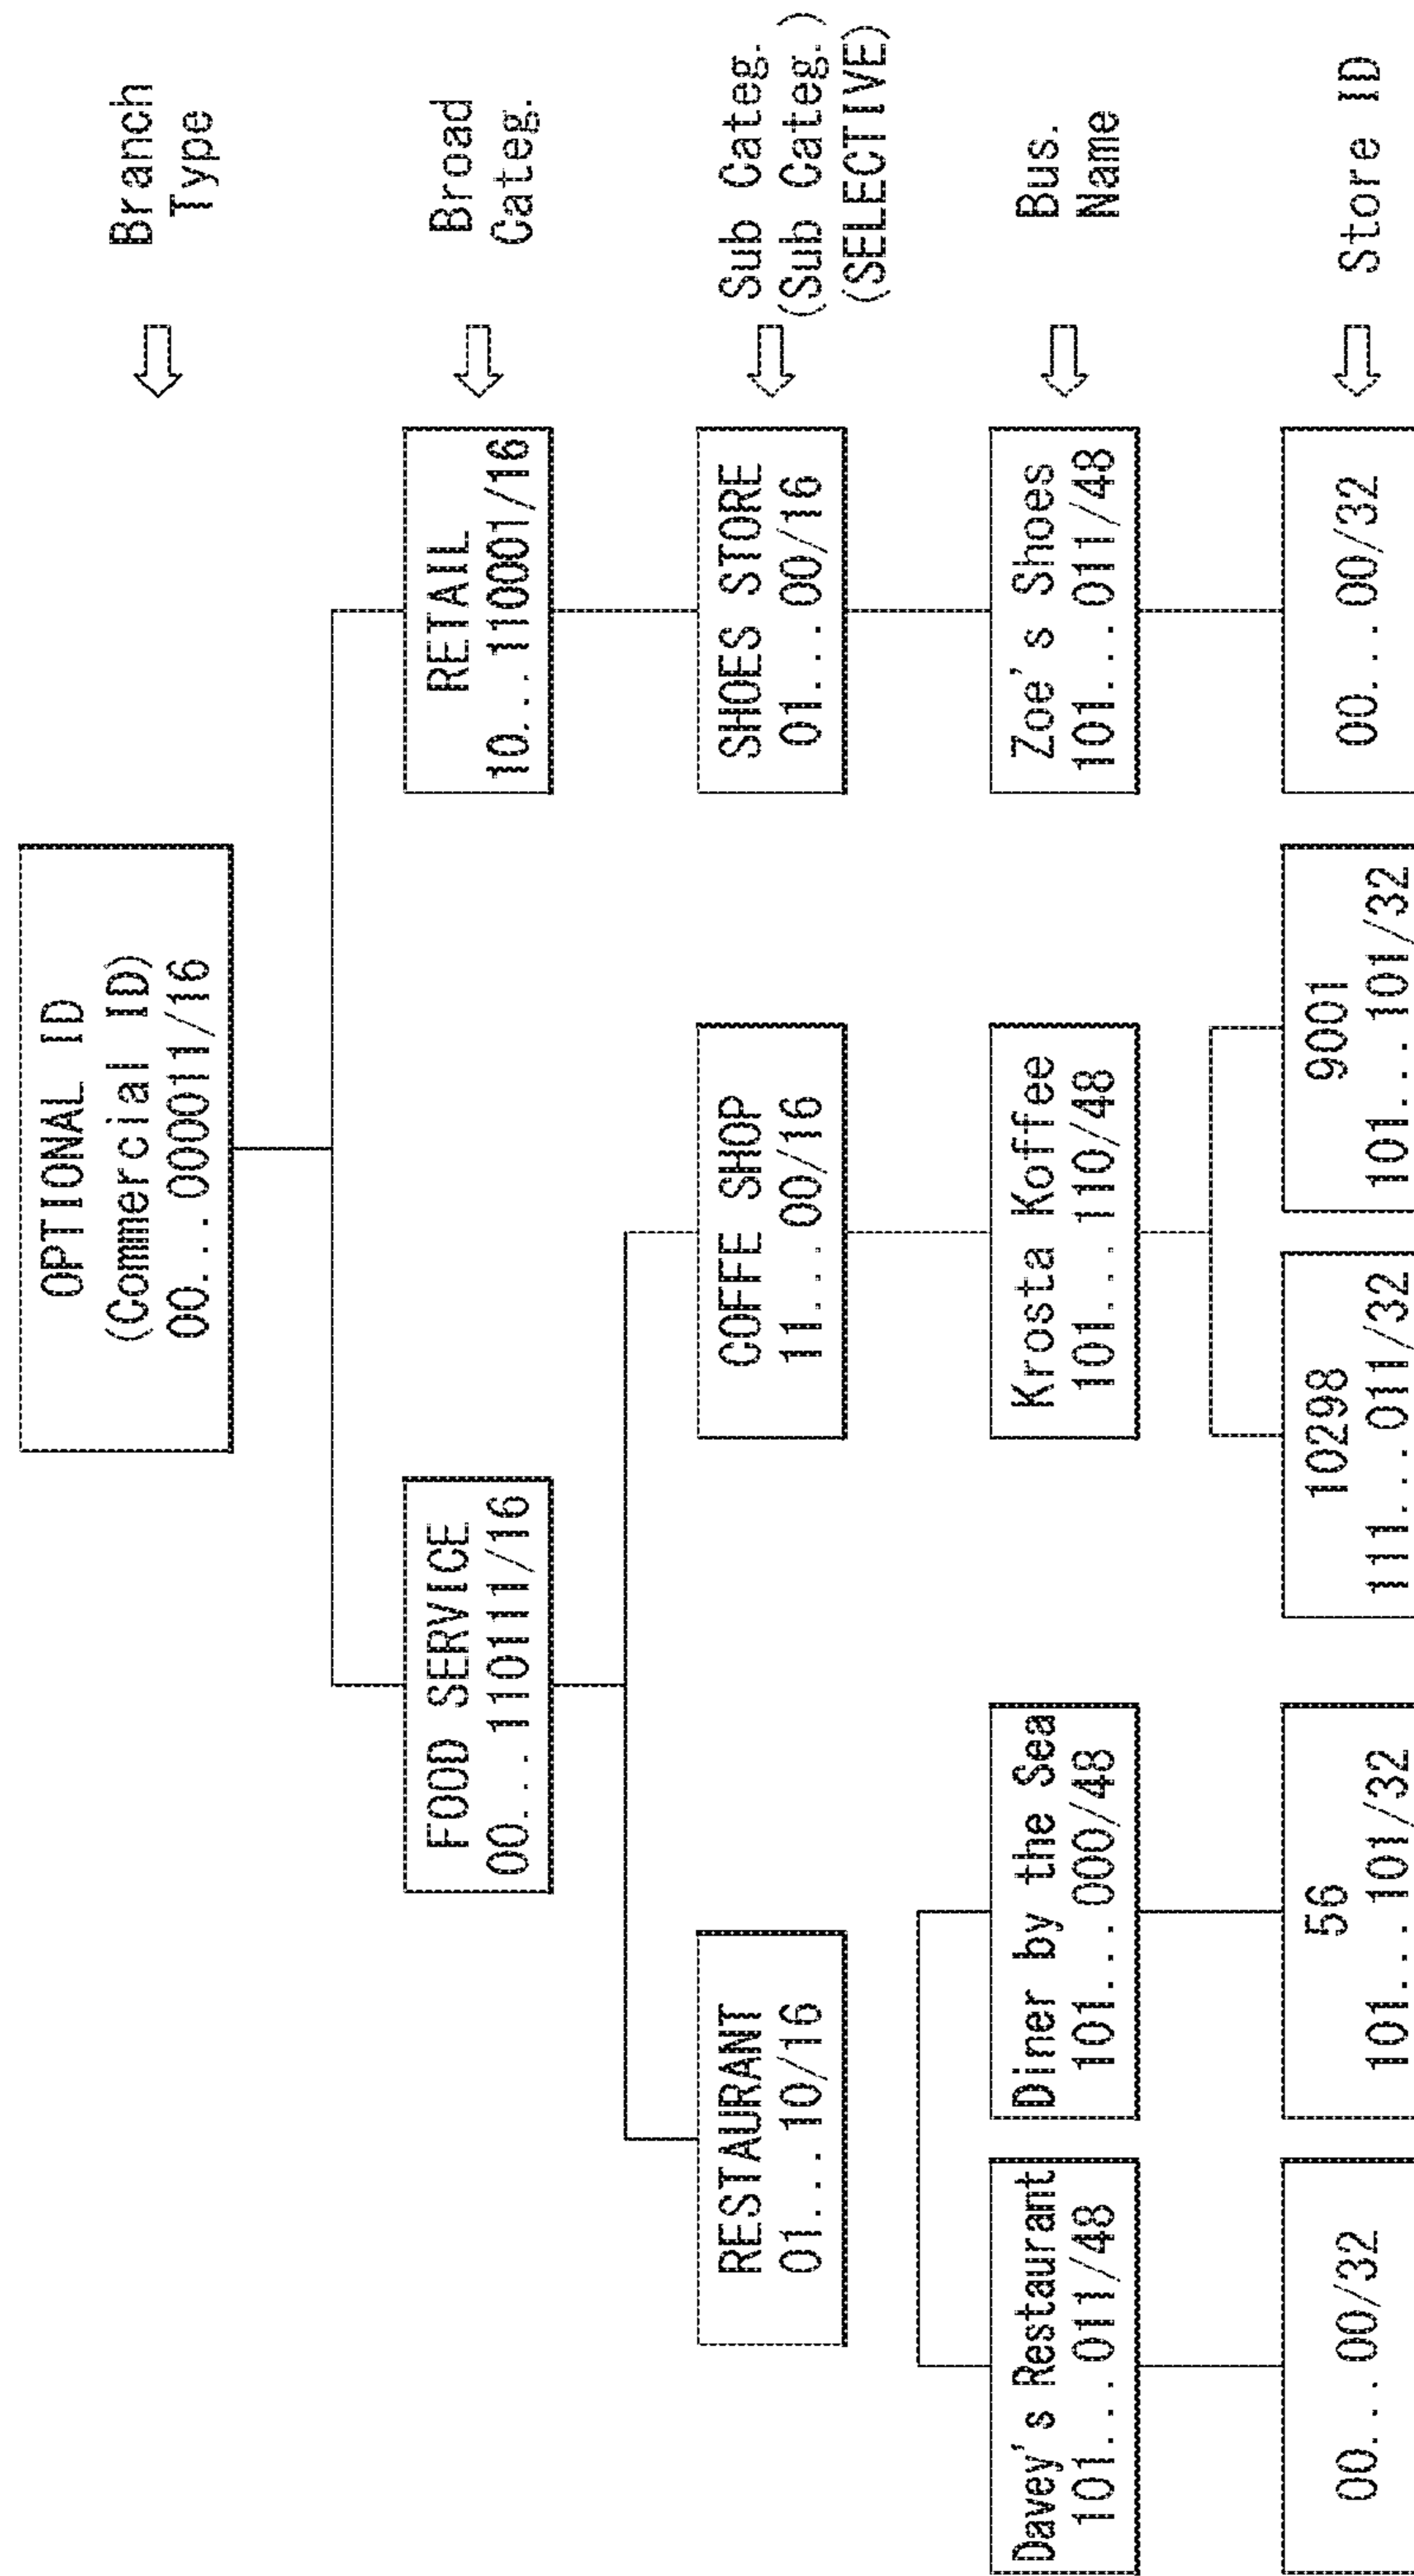 OPTIONAL ID
(Commercial ID)
00...000011/16
Branch
Type
FOOD SERVICE
00...110111/16
RETAIL
10...110001/16
Broad
Categ.
RESTAURANT
01...10/16
COFFE SHOP
11...00/16
SHOES STORE
01...00/16
Sub Categ.
(Sub Categ.)
(SELECTIVE)
Davey's Restaurant
101...011/48
Diner by the Sea
101...000/48
Krosta Koffee
101...110/48
Zoe's Shoes
101...011/48
Bus.
Name
00...00/32
56
101...101/32
10298
111...011/32
9001
101...101/32
00...00/32
Store ID